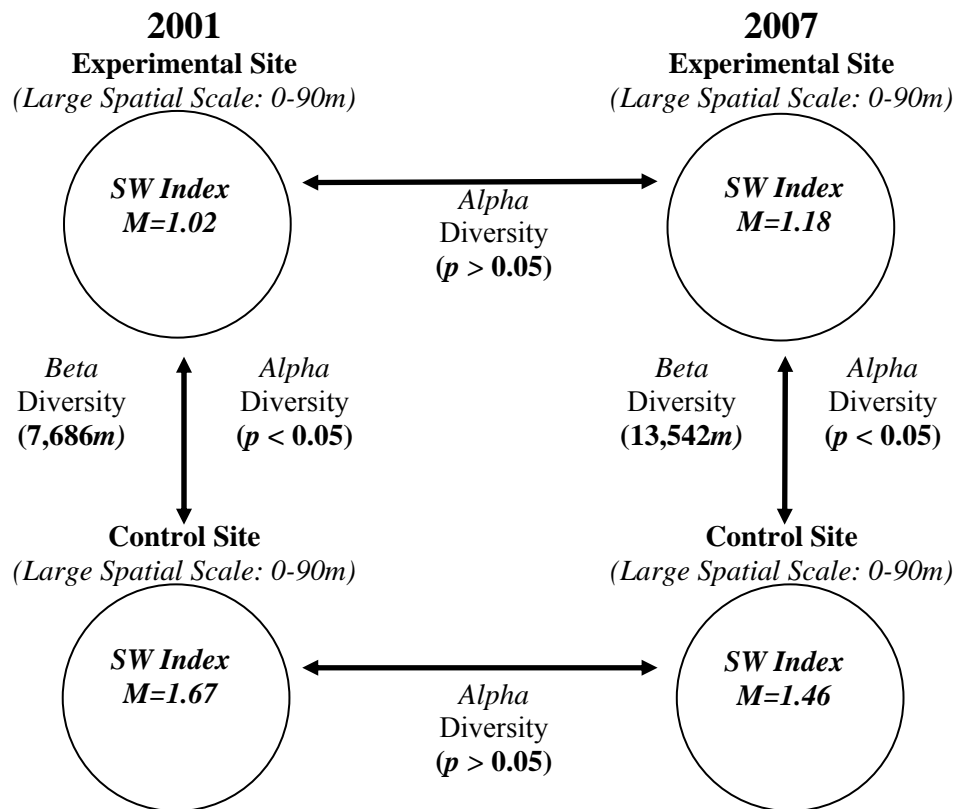 2001
Experimental Site
(Large Spatial Scale: 0-90m)
SW Index
M=1.02
2007
Experimental Site
(Large Spatial Scale: 0-90m)
SW Index
M=1.18
Alpha
Diversity
(p > 0.05)
Beta
Diversity
(7,686m)
Alpha
Diversity
(p < 0.05)
Beta
Diversity
(13,542m)
Alpha
Diversity
(p < 0.05)
Control Site
(Large Spatial Scale: 0-90m)
SW Index
M=1.67
Control Site
(Large Spatial Scale: 0-90m)
SW Index
M=1.46
Alpha
Diversity
(p > 0.05)